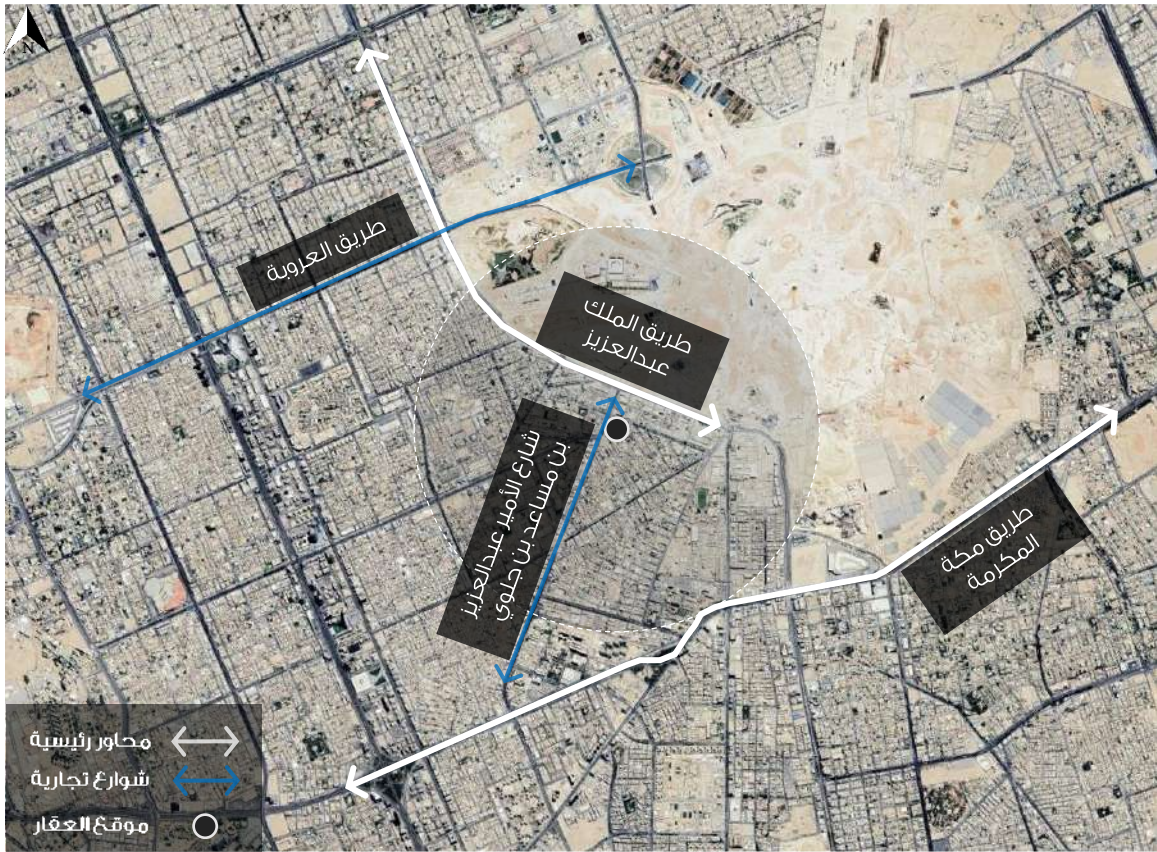 N
طريق العروبة
طريق الملك
عبدالعزيز
شارع الأمير عبدالعزيز
بن مساعد بن جلوي
طريق مكة
المكرمة
محاور رئيسية
شوارع تجارية
موقع العقار